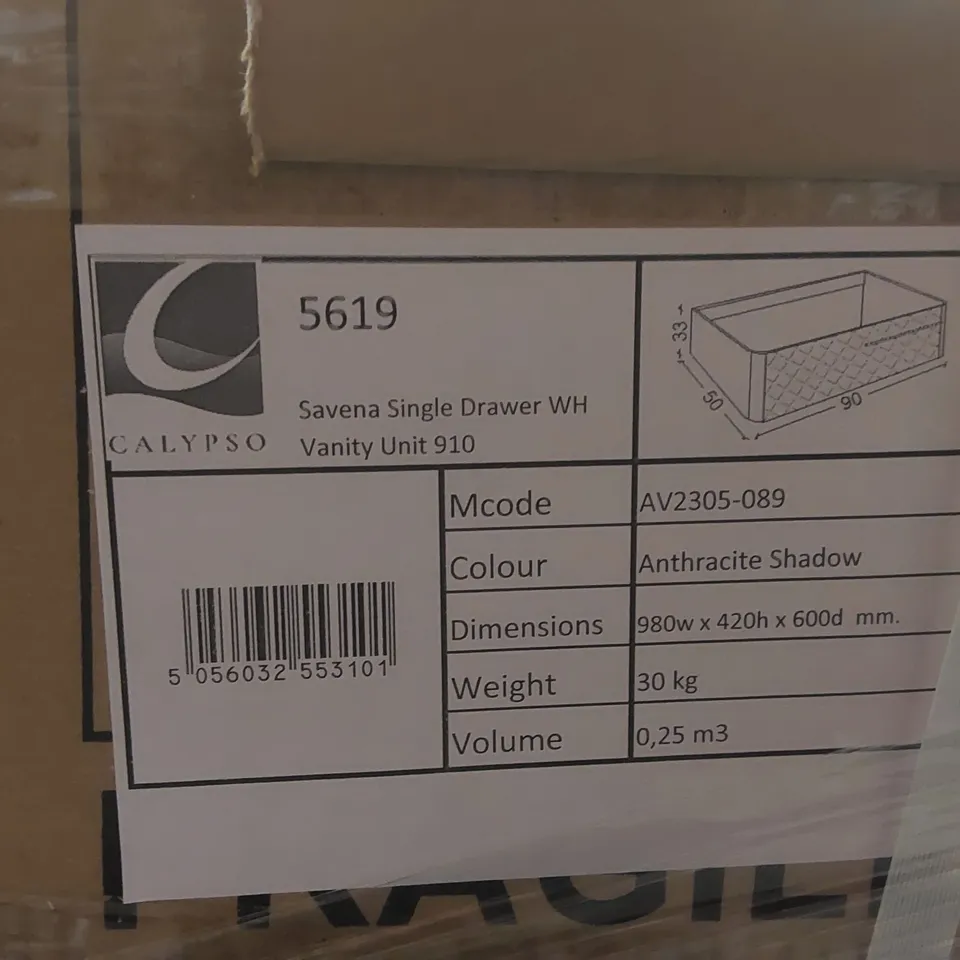 5619
Savena Single Drawer WH
Vanity Unit 910
CALYPSO
33
50
90
Mcode AV2305-089
Colour Anthracite Shadow
Dimensions 980w x 420h x 600d mm.
Weight 30 kg
Volume 0,25 m3
5 056032 553101
FRAGIL